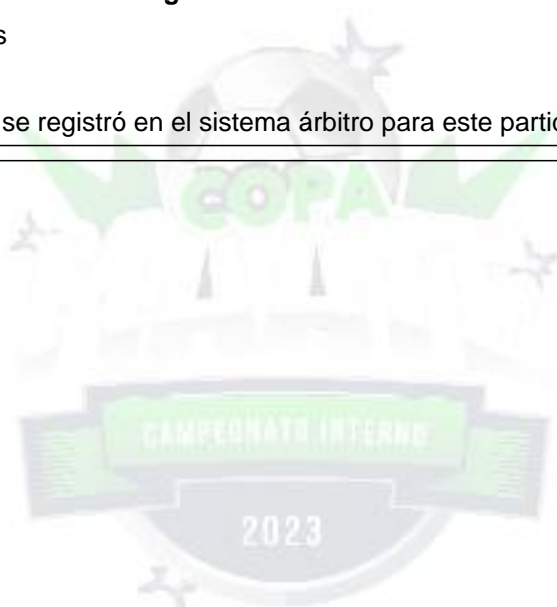 s
se registró en el sistema árbitro para este partic
COPA
CAMPEONATO INTERNO
2023